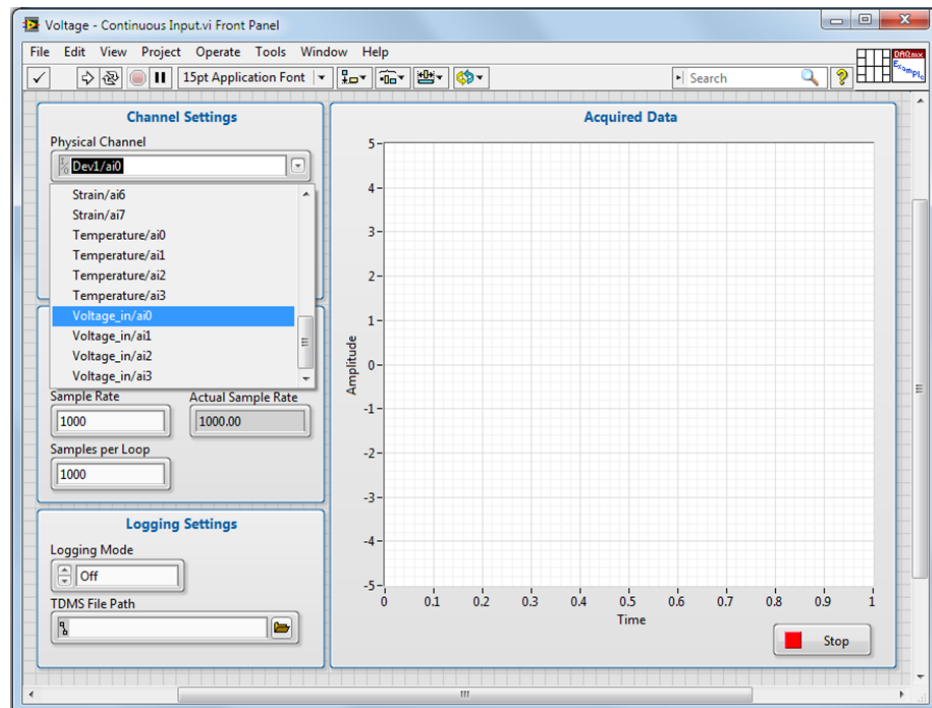 Voltage - Continuous Input.vi Front Panel
File Edit View Project Operate Tools Window Help
15pt Application Font
Search
?
DAQmx
Example
Channel Settings
Physical Channel
I/O Dev1/ai0
Strain/ai6
Strain/ai7
Temperature/ai0
Temperature/ai1
Temperature/ai2
Temperature/ai3
Voltage_in/ai0
Voltage_in/ai1
Voltage_in/ai2
Voltage_in/ai3
Sample Rate
1000
Actual Sample Rate
1000.00
Samples per Loop
1000
Logging Settings
Logging Mode
Off
TDMS File Path
Acquired Data
5
4
3
2
1
0
-1
-2
-3
-4
-5
Amplitude
0 0.1 0.2 0.3 0.4 0.5 0.6 0.7 0.8 0.9 1
Time
Stop